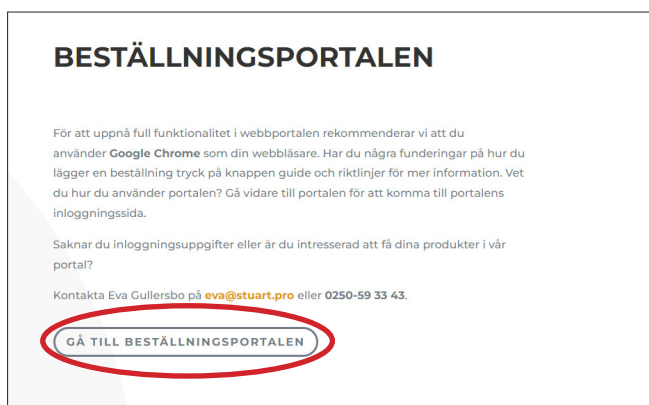 BESTÄLLNINGSPORTALEN
För att uppnå full funktionalitet i webbportalen rekommenderar vi att du
använder Google Chrome som din webbläsare. Har du några funderingar på hur du
lägger en beställning tryck på knappen guide och riktlinjer för mer information. Vet
du hur du använder portalen? Gå vidare till portalen för att komma till portalens
inloggningssida.
Saknar du inloggningsuppgifter eller är du intresserad att få dina produkter i vår
portal?
Kontakta Eva Gullersbo på eva@stuart.pro eller 0250-59 33 43.
GÅ TILL BESTÄLLNINGSPORTALEN